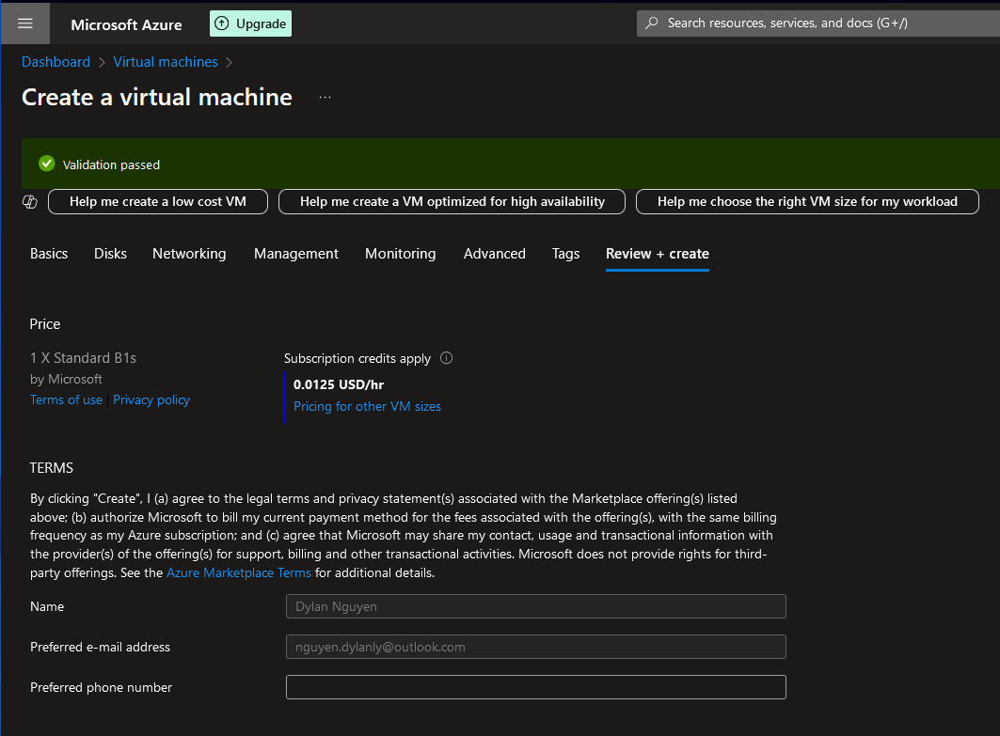 Microsoft Azure
Upgrade
Search resources, services, and docs (G+/)
Dashboard > Virtual machines >
Create a virtual machine ...
Validation passed
Help me create a low cost VM
Help me create a VM optimized for high availability
Help me choose the right VM size for my workload
Basics Disks Networking Management Monitoring Advanced Tags Review + create
Price
1 X Standard B1s
by Microsoft
Terms of use | Privacy policy
Subscription credits apply
0.0125 USD/hr
Pricing for other VM sizes
TERMS
By clicking "Create", I (a) agree to the legal terms and privacy statement(s) associated with the Marketplace offering(s) listed
above; (b) authorize Microsoft to bill my current payment method for the fees associated with the offering(s), with the same billing
frequency as my Azure subscription; and (c) agree that Microsoft may share my contact, usage and transactional information with
the provider(s) of the offering(s) for support, billing and other transactional activities. Microsoft does not provide rights for third-
party offerings. See the Azure Marketplace Terms for additional details.
Name
Dylan Nguyen
Preferred e-mail address
nguyen.dylanly@outlook.com
Preferred phone number